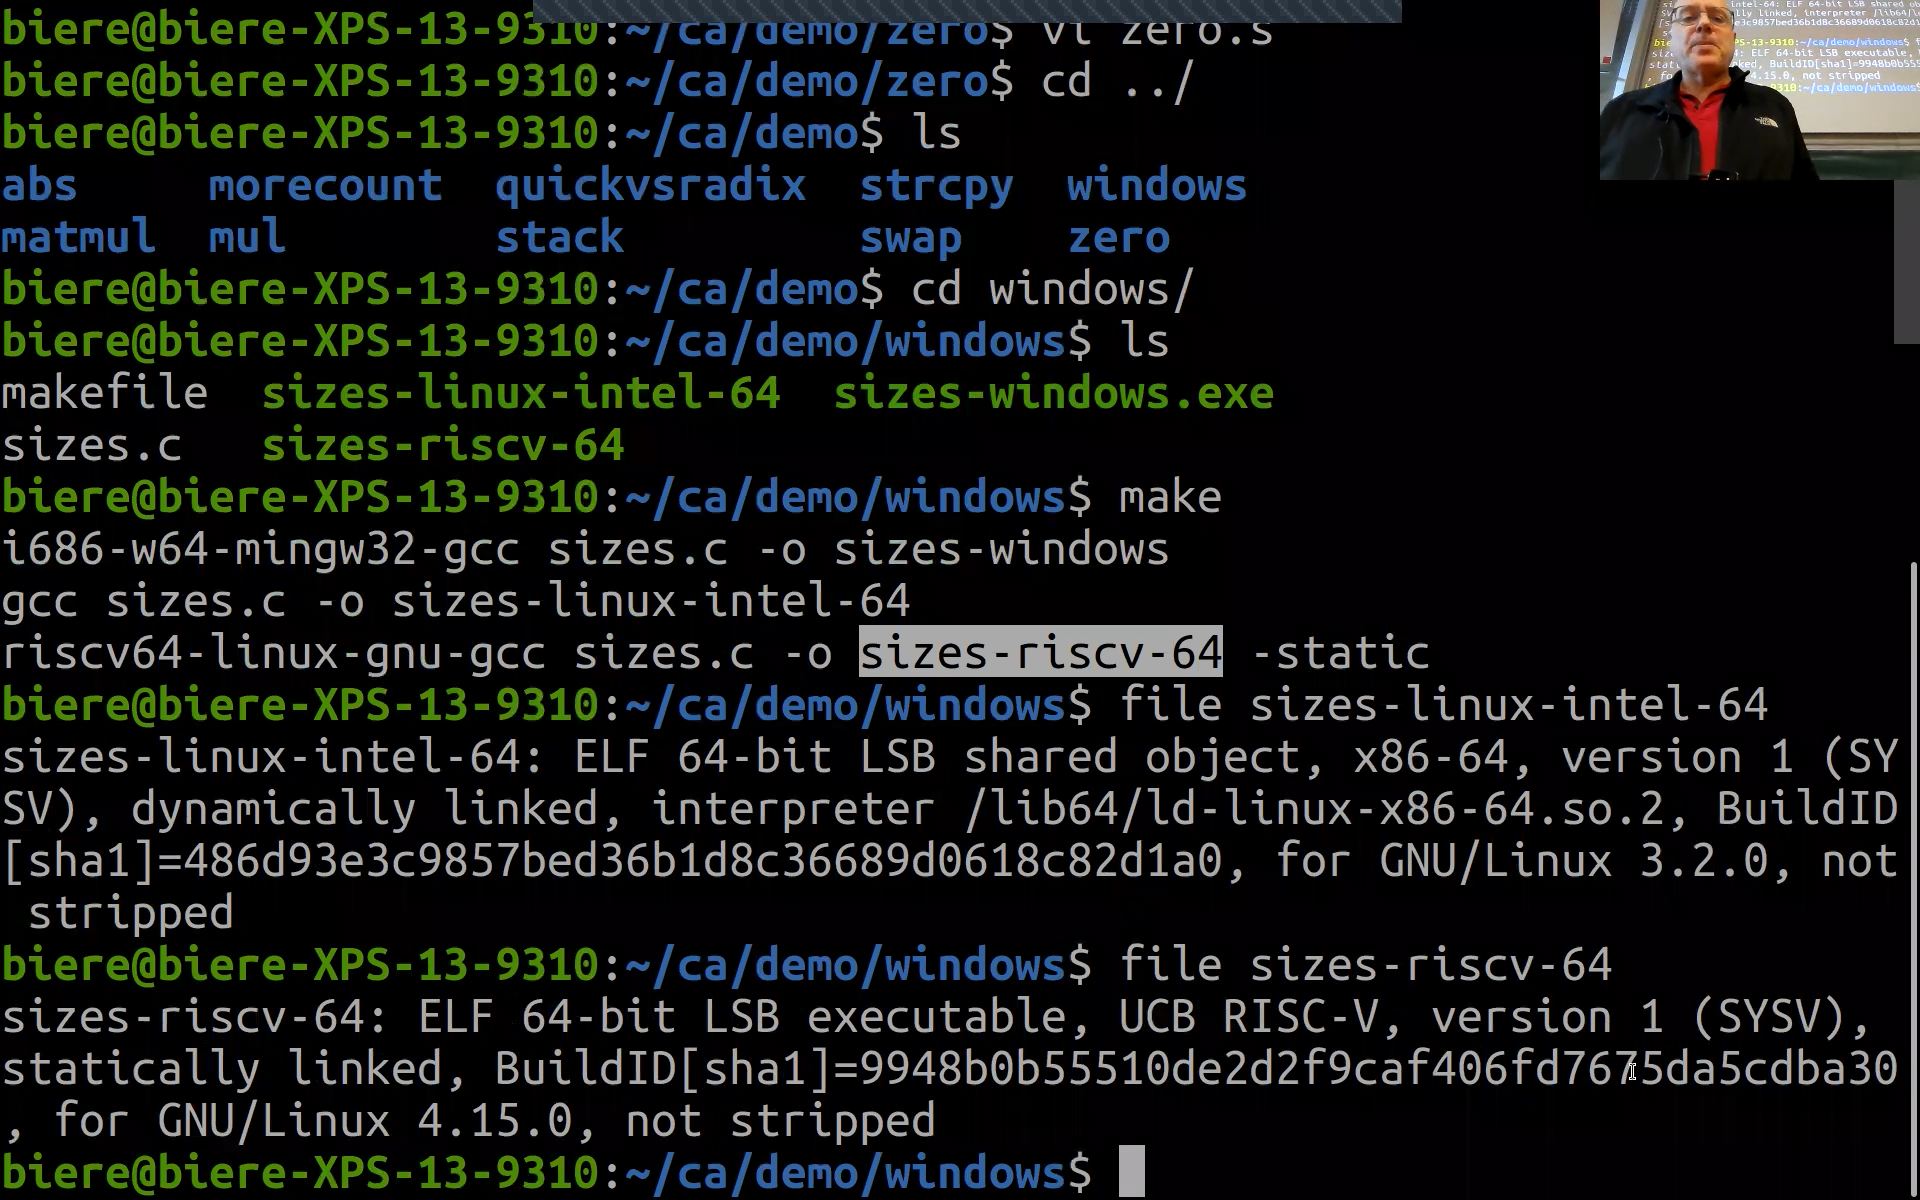 biere@biere-XPS-13-9310:~/ca/demo/zero$ vi zero.s
biere@biere-XPS-13-9310:~/ca/demo/zero$ cd ../
biere@biere-XPS-13-9310:~/ca/demo$ ls
abs morecount quickvsradix strcpy windows
matmul mul stack swap zero
biere@biere-XPS-13-9310:~/ca/demo$ cd windows/
biere@biere-XPS-13-9310:~/ca/demo/windows$ ls
makefile sizes-linux-intel-64 sizes-windows.exe
sizes.c sizes-riscv-64
biere@biere-XPS-13-9310:~/ca/demo/windows$ make
i686-w64-mingw32-gcc sizes.c -o sizes-windows
gcc sizes.c -o sizes-linux-intel-64
riscv64-linux-gnu-gcc sizes.c -o sizes-riscv-64 -static
biere@biere-XPS-13-9310:~/ca/demo/windows$ file sizes-linux-intel-64
sizes-linux-intel-64: ELF 64-bit LSB shared object, x86-64, version 1 (SY
SV), dynamically linked, interpreter /lib64/ld-linux-x86-64.so.2, BuildID
[sha1]=486d93e3c9857bed36b1d8c36689d0618c82d1a0, for GNU/Linux 3.2.0, not
stripped
biere@biere-XPS-13-9310:~/ca/demo/windows$ file sizes-riscv-64
sizes-riscv-64: ELF 64-bit LSB executable, UCB RISC-V, version 1 (SYSV),
statically linked, BuildID[sha1]=9948b0b55510de2d2f9caf406fd7675da5cdba30
, for GNU/Linux 4.15.0, not stripped
biere@biere-XPS-13-9310:~/ca/demo/windows$